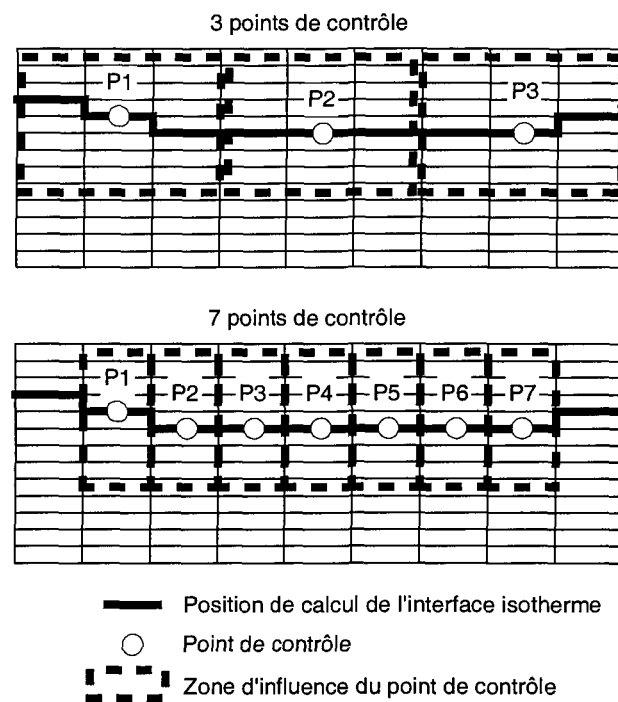 3 points de contrôle
P1
P2
P3
7 points de contrôle
P1
P2 P3 P4 P5 P6 P7
Position de calcul de l'interface isotherme
Point de contrôle
Zone d'influence du point de contrôle